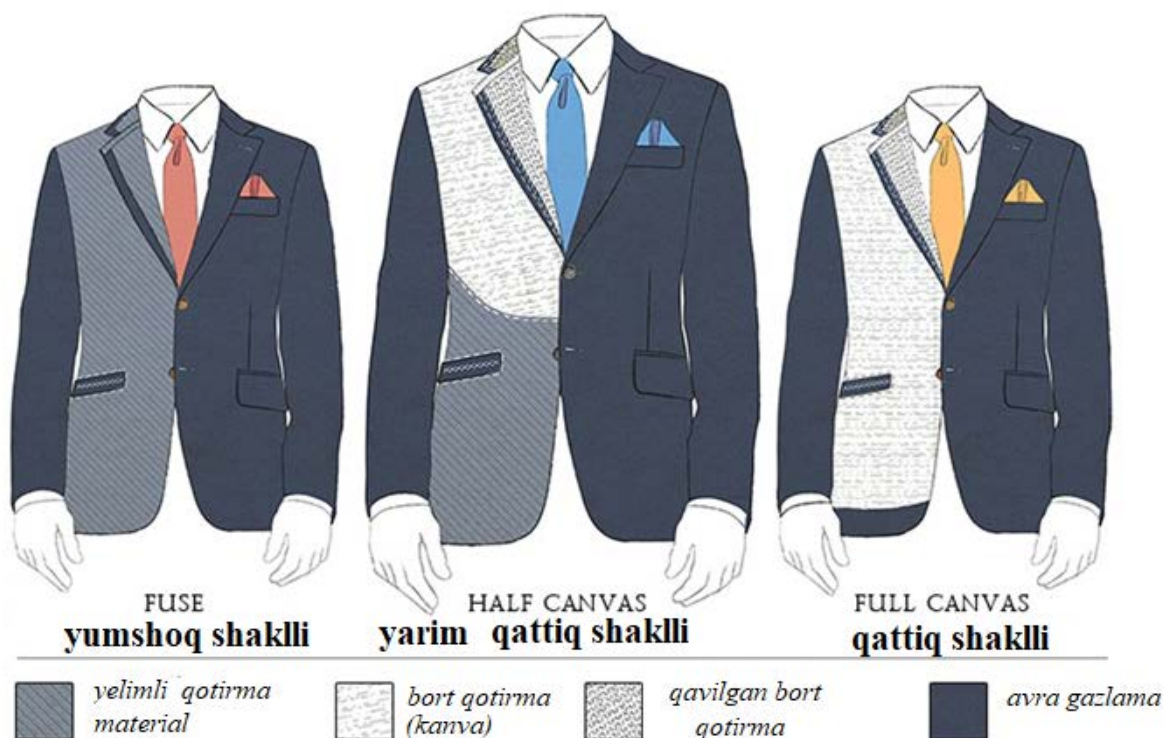 FUSE
yumshoq shaklli
HALF CANVAS
yarim qattiq shaklli
FULL CANVAS
qattiq shaklli
yelimli qotirma
material
bort qotirma
(kanva)
qavilgan bort
qotirma
avra gazlama